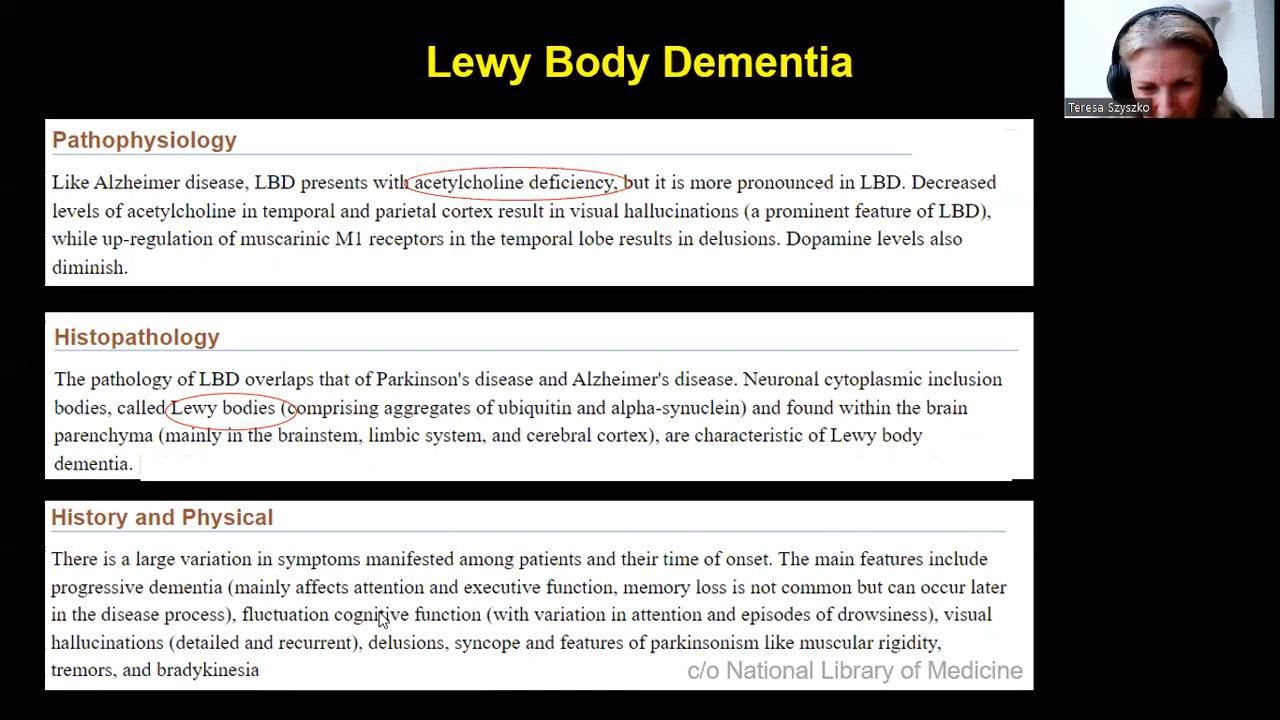 Lewy Body Dementia
Teresa Szyszko
Pathophysiology
Like Alzheimer disease, LBD presents with acetylcholine deficiency, but it is more pronounced in LBD. Decreased
levels of acetylcholine in temporal and parietal cortex result in visual hallucinations (a prominent feature of LBD),
while up-regulation of muscarinic M1 receptors in the temporal lobe results in delusions. Dopamine levels also
diminish.
Histopathology
The pathology of LBD overlaps that of Parkinson's disease and Alzheimer's disease. Neuronal cytoplasmic inclusion
bodies, called Lewy bodies (comprising aggregates of ubiquitin and alpha-synuclein) and found within the brain
parenchyma (mainly in the brainstem, limbic system, and cerebral cortex), are characteristic of Lewy body
dementia.
History and Physical
There is a large variation in symptoms manifested among patients and their time of onset. The main features include
progressive dementia (mainly affects attention and executive function, memory loss is not common but can occur later
in the disease process), fluctuation cognitive function (with variation in attention and episodes of drowsiness), visual
hallucinations (detailed and recurrent), delusions, syncope and features of parkinsonism like muscular rigidity,
tremors, and bradykinesia
c/o National Library of Medicine